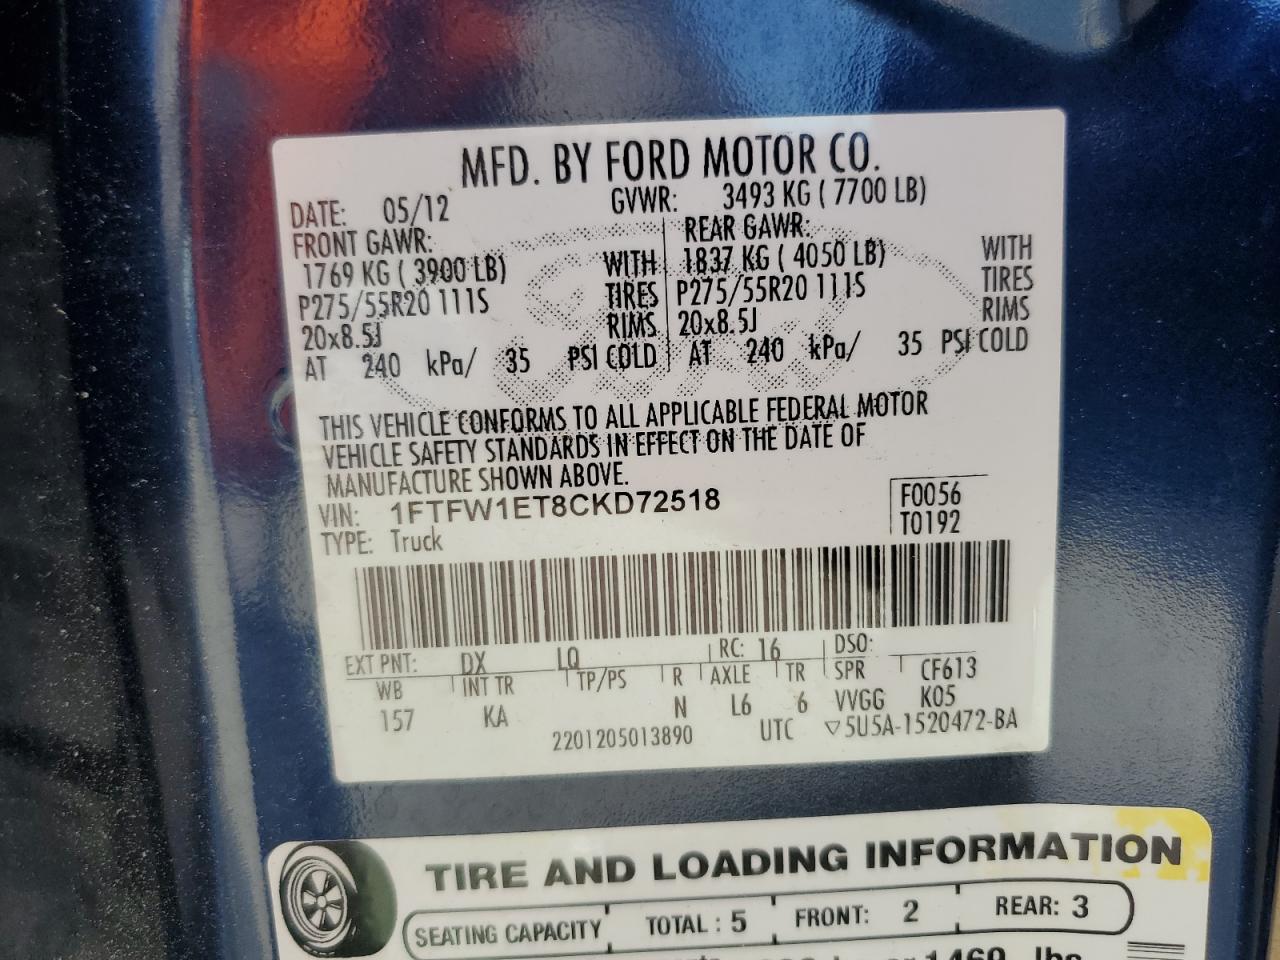 MFD. BY FORD MOTOR CO.
DATE: 05/12 GVWR: 3493 KG ( 7700 LB)
FRONT GAWR: REAR GAWR:
1769 KG ( 3900 LB) WITH 1837 KG ( 4050 LB) WITH
P275/55R20 111S TIRES P275/55R20 111S TIRES
20x8.5J RIMS 20x8.5J RIMS
AT 240 kPa/ 35 PSI COLD AT 240 kPa/ 35 PSI COLD
THIS VEHICLE CONFORMS TO ALL APPLICABLE FEDERAL MOTOR
VEHICLE SAFETY STANDARDS IN EFFECT ON THE DATE OF
MANUFACTURE SHOWN ABOVE.
VIN: 1FTFW1ET8CKD72518 F0056
TYPE: Truck T0192
EXT PNT: DX LQ RC: 16 DSO:
WB INT TR TP/PS R AXLE TR SPR CF613
157 KA N L6 6 VVGG K05
2201205013890 UTC ▽5U5A-1520472-BA
TIRE AND LOADING INFORMATION
SEATING CAPACITY TOTAL : 5 FRONT: 2 REAR: 3
or 1469 lbs